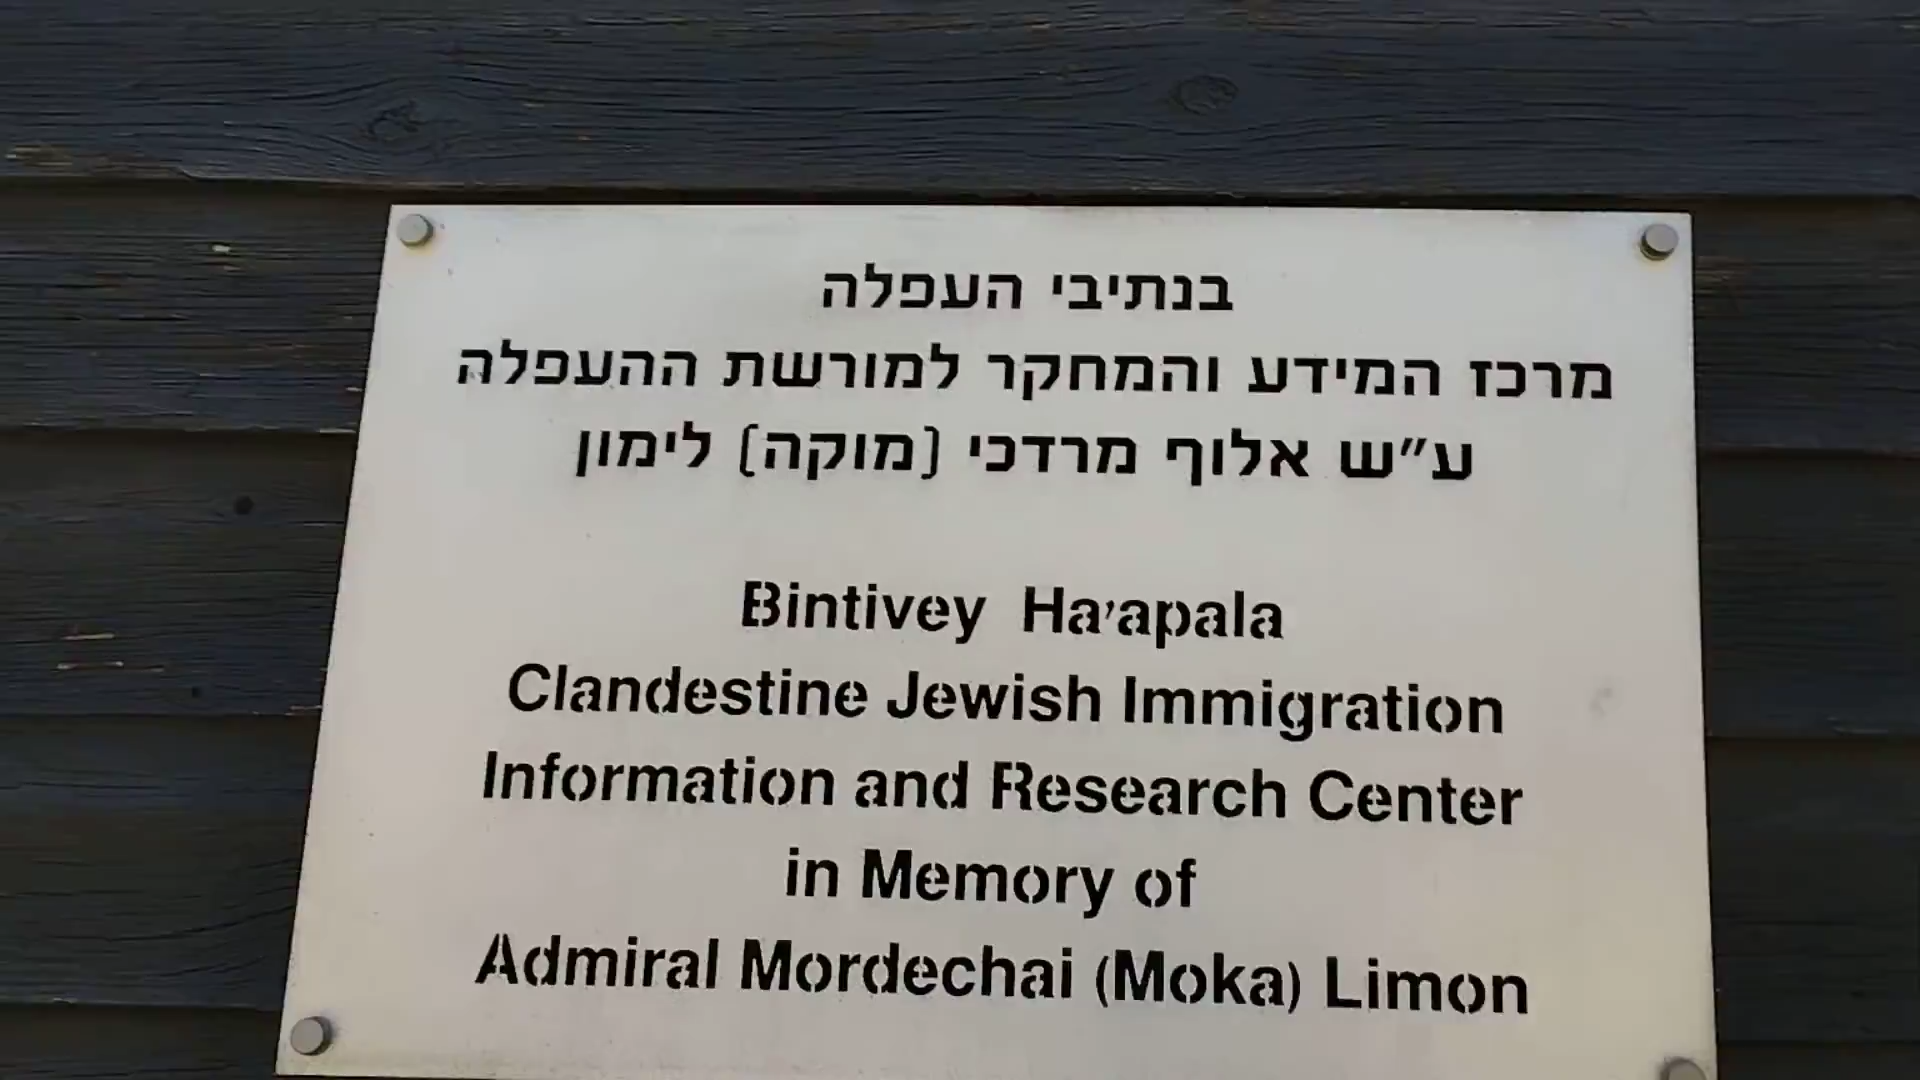 בנתיבי העפלה
מרכז המידע והמחקר למורשת ההעפלה
ע״ש אלוף מרדכי (מוקה) לימון
Bintivey Ha'apala
Clandestine Jewish Immigration
Information and Research Center
in Memory of
Admiral Mordechai (Moka) Limon